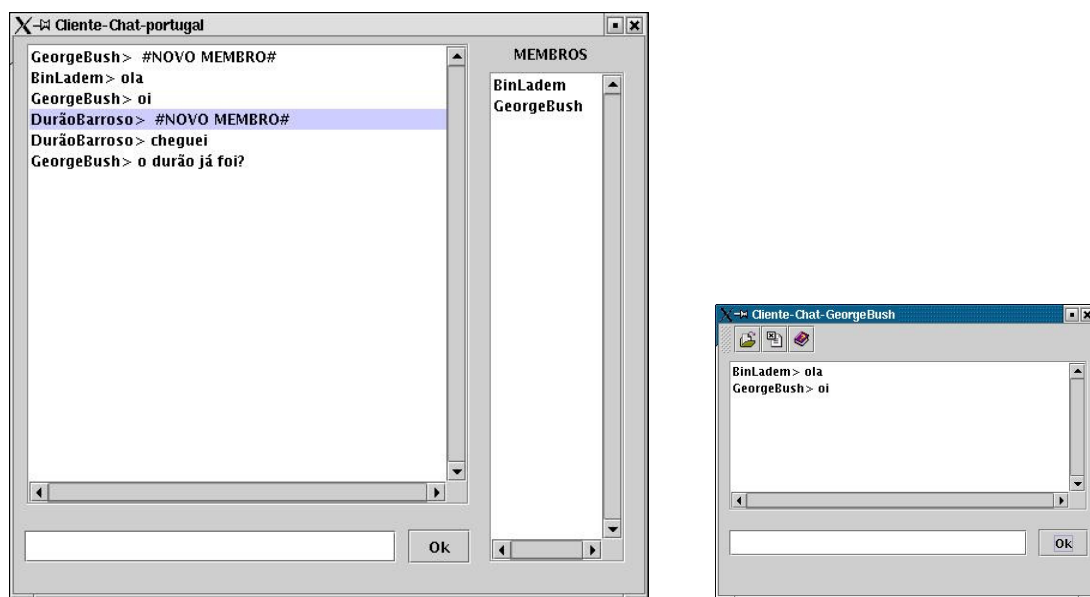 Cliente-Chat-portugal
GeorgeBush> #NOVO MEMBRO#
BinLadem> ola
GeorgeBush> oi
DurãoBarroso> #NOVO MEMBRO#
DurãoBarroso> cheguei
GeorgeBush> o durão já foi?
MEMBROS
BinLadem
GeorgeBush
Ok
Cliente-Chat-GeorgeBush
BinLadem> ola
GeorgeBush> oi
Ok